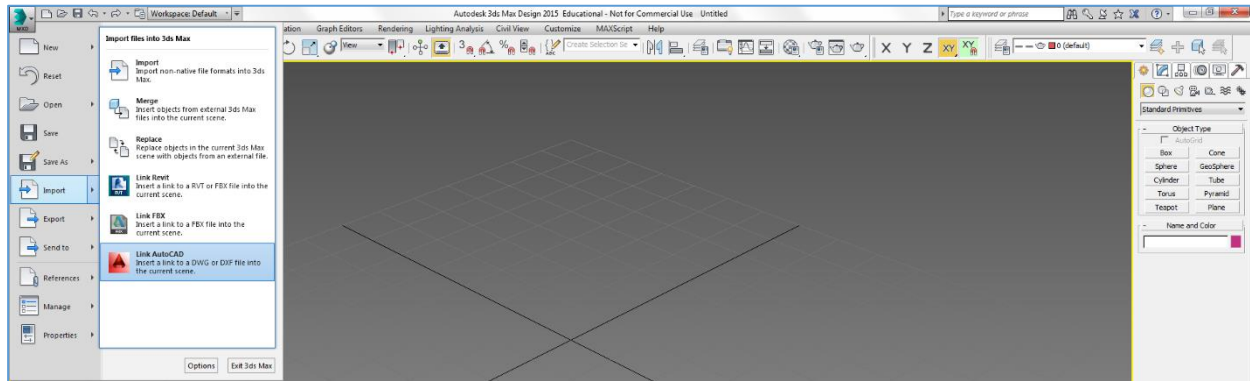 Workspace: Default
Autodesk 3ds Max Design 2015 Educational - Not for Commercial Use Untitled
Type a keyword or phrase
MXD
ation Graph Editors Rendering Lighting Analysis Civil View Customize MAXScript Help
View
Create Selection Se
X Y Z XY XY
0 (default)
New
Reset
Open
Save
Save As
Import
Export
Send to
References
Manage
Properties
Import files into 3ds Max
Import
Import non-native file formats into 3ds
Max.
Merge
Insert objects from external 3ds Max
files into the current scene.
Replace
Replace objects in the current 3ds Max
scene with objects from an external file.
Link Revit
Insert a link to a RVT or FBX file into the
current scene.
Link FBX
Insert a link to a FBX file into the
current scene.
Link AutoCAD
Insert a link to a DWG or DXF file into
the current scene.
Options Exit 3ds Max
Standard Primitives
- Object Type
AutoGrid
Box Cone
Sphere GeoSphere
Cylinder Tube
Torus Pyramid
Teapot Plane
- Name and Color